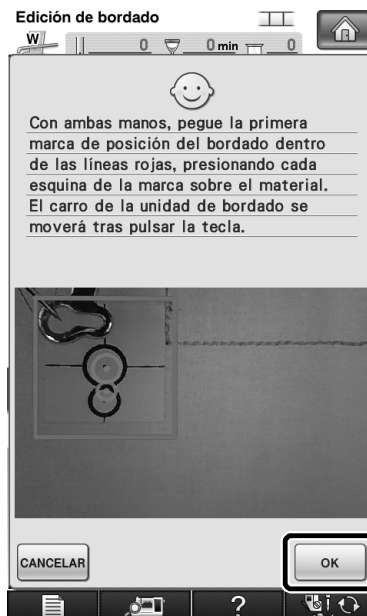 Edición de bordado
W
0 0 min 0
Con ambas manos, pegue la primera
marca de posición del bordado dentro
de las líneas rojas, presionando cada
esquina de la marca sobre el material.
El carro de la unidad de bordado se
moverá tras pulsar la tecla.
CANCELAR
OK
?